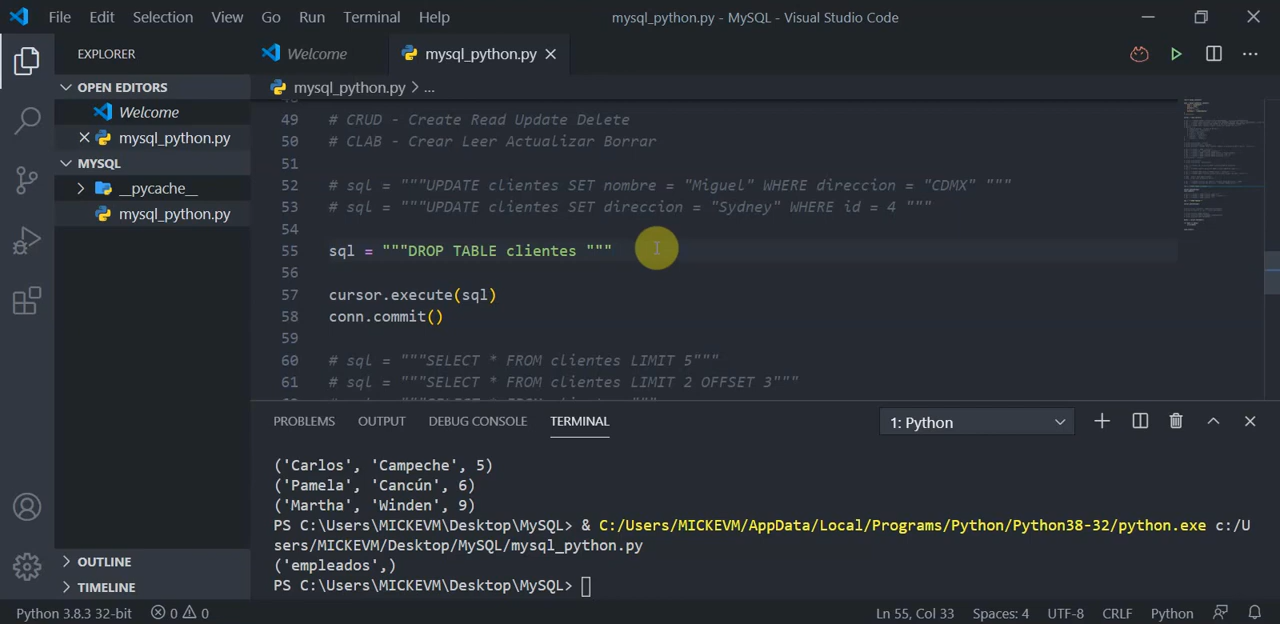 File Edit Selection View Go Run Terminal Help mysql_python.py - MySQL - Visual Studio Code
EXPLORER
Welcome mysql_python.py
OPEN EDITORS
mysql_python.py > ...
Welcome
mysql_python.py
MYSQL
__pycache__
mysql_python.py
49 # CRUD - Create Read Update Delete
50 # CLAB - Crear Leer Actualizar Borrar
51
52 # sql = """UPDATE clientes SET nombre = "Miguel" WHERE direccion = "CDMX" """
53 # sql = """UPDATE clientes SET direccion = "Sydney" WHERE id = 4 """
54
55 sql = """DROP TABLE clientes """
56
57 cursor.execute(sql)
58 conn.commit()
59
60 # sql = """SELECT * FROM clientes LIMIT 5"""
61 # sql = """SELECT * FROM clientes LIMIT 2 OFFSET 3"""
PROBLEMS OUTPUT DEBUG CONSOLE TERMINAL 1: Python
('Carlos', 'Campeche', 5)
('Pamela', 'Cancún', 6)
('Martha', 'Winden', 9)
PS C:\Users\MICKEVM\Desktop\MySQL> & C:/Users/MICKEVM/AppData/Local/Programs/Python/Python38-32/python.exe c:/U
sers/MICKEVM/Desktop/MySQL/mysql_python.py
('empleados',)
PS C:\Users\MICKEVM\Desktop\MySQL>
OUTLINE
TIMELINE
Python 3.8.3 32-bit 0 0 Ln 55, Col 33 Spaces: 4 UTF-8 CRLF Python